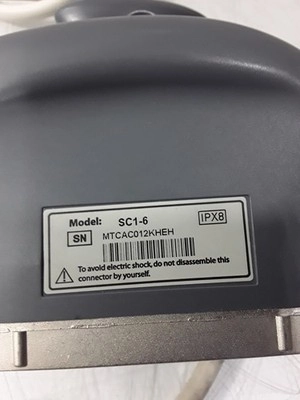 Model: SC1-6 IPX8
SN MTCAC012KHEH
To avoid electric shock, do not disassemble this
connector by yourself.